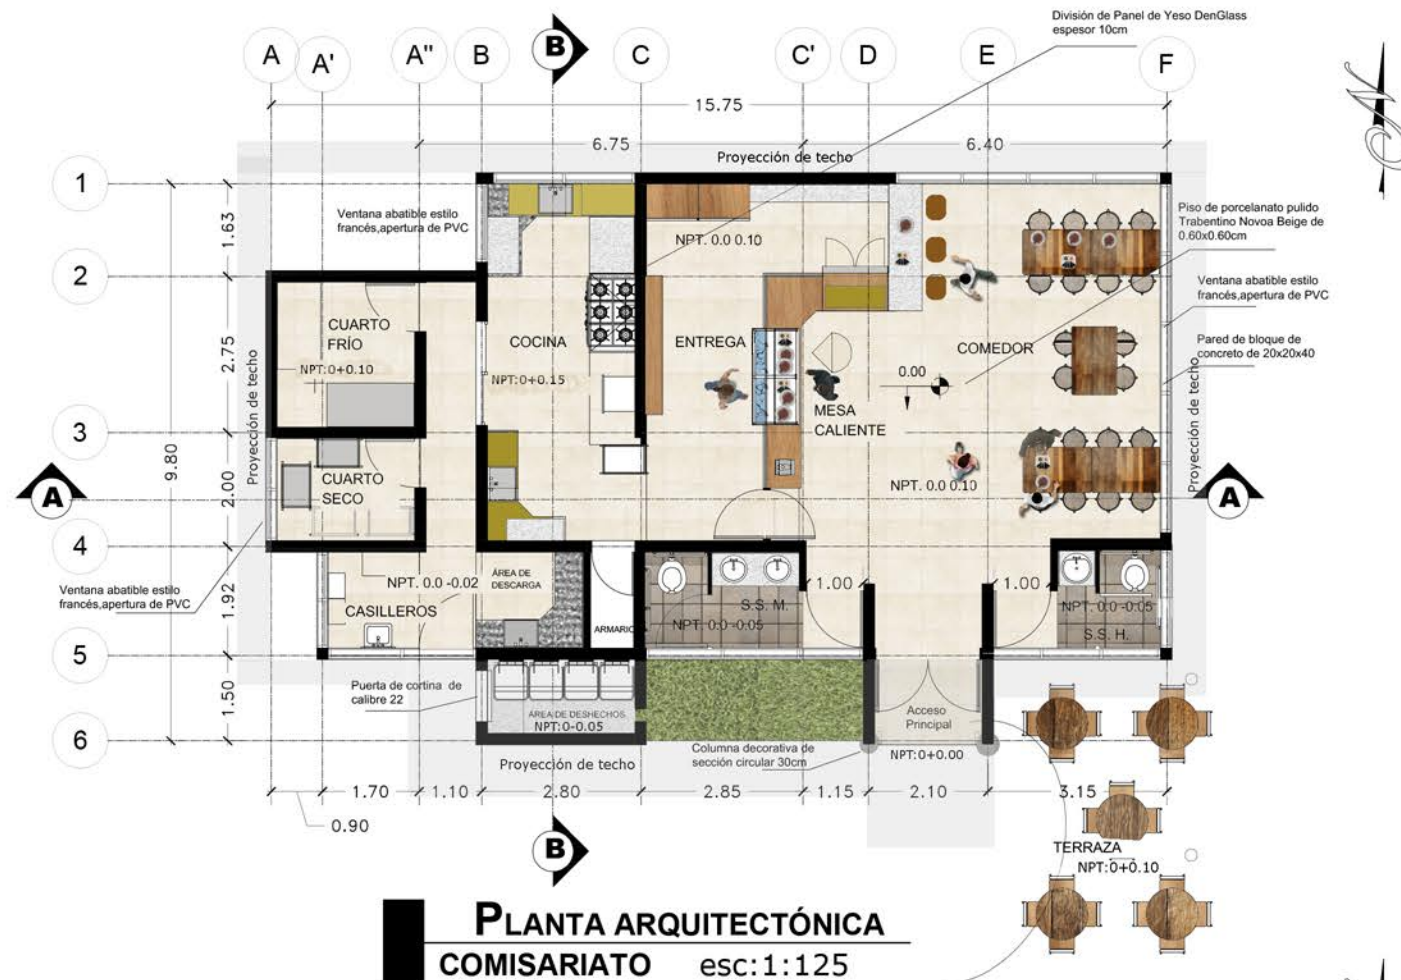 División de Panel de Yeso DenGlass
espesor 10cm
B
A A' A'' B C C' D E F
15.75
6.75 6.40
Proyección de techo
N
1
2
3
4
5
6
1.63
2.75
2.00
1.92
1.50
9.80
Proyección de techo
Ventana abatible estilo
francés,apertura de PVC
NPT. 0.0 0.10
Piso de porcelanato pulido
Trabentino Novoa Beige de
0.60x0.60cm
Ventana abatible estilo
francés,apertura de PVC
Pared de bloque de
concreto de 20x20x40
Proyección de techo
CUARTO
FRÍO
NPT:0+0.10
COCINA
NPT:0+0.15
ENTREGA
COMEDOR
0.00
MESA
CALIENTE
NPT. 0.0 0.10
CUARTO
SECO
A
A
Ventana abatible estilo
francés,apertura de PVC
NPT. 0.0 -0.02
CASILLEROS
ÁREA DE
DESCARGA
ARMARIO
S.S. M.
NPT. 0.0 -0.05
1.00
1.00
NPT. 0.0 -0.05
S.S. H.
Puerta de cortina de
calibre 22
ÁREA DE DESHECHOS
NPT:0-0.05
Acceso
Principal
NPT:0+0.00
Columna decorativa de
sección circular 30cm
Proyección de techo
1.70 1.10 2.80 2.85 1.15 2.10 3.15
0.90
B
TERRAZA
NPT:0+0.10
PLANTA ARQUITECTÓNICA
COMISARIATO esc:1:125